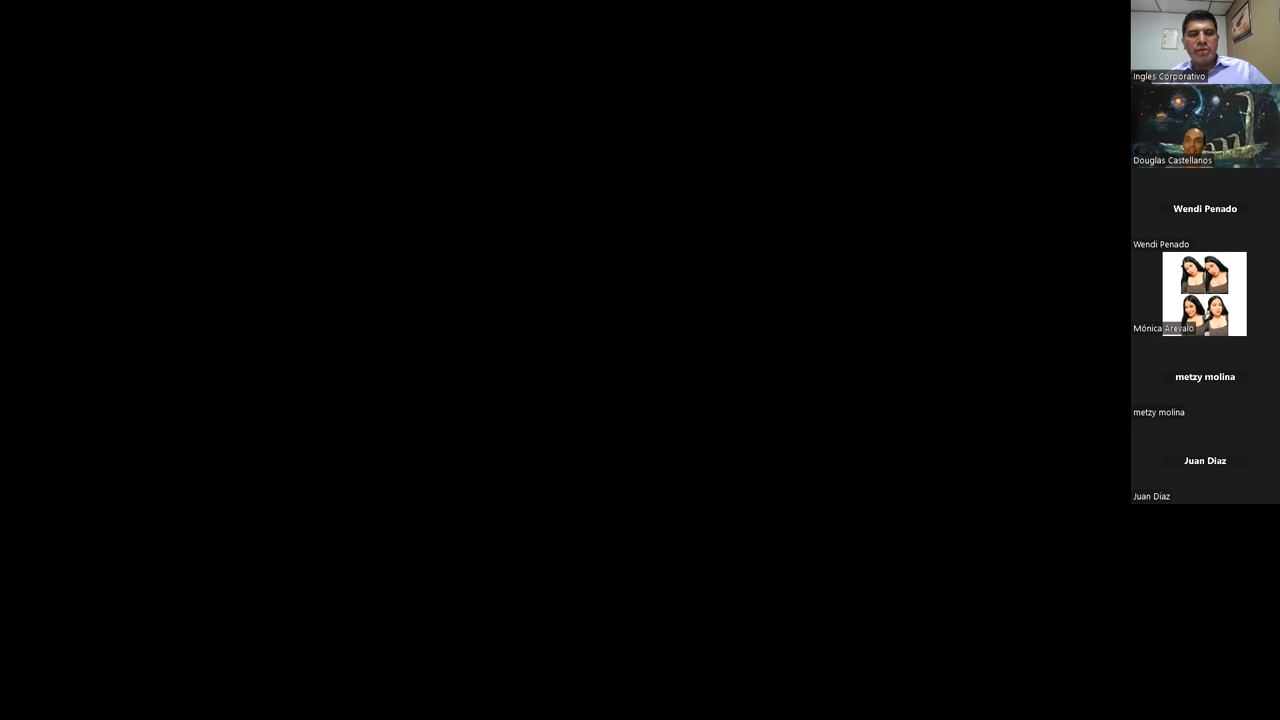 Ingles Corporativo
Douglas Castellanos
Wendi Penado
Wendi Penado
Mónica Arevalo
metzy molina
metzy molina
Juan Diaz
Juan Diaz